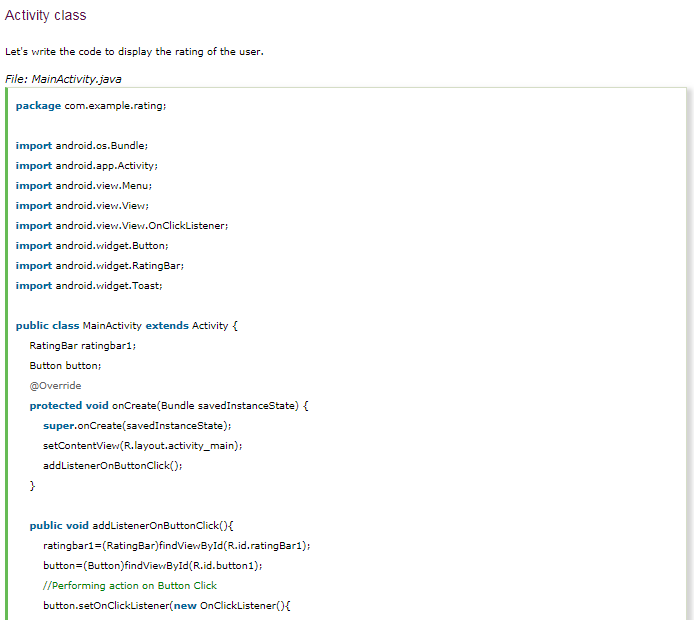 Activity class
Let's write the code to display the rating of the user.
File: MainActivity.java
package com.example.rating;
import android.os.Bundle;
import android.app.Activity;
import android.view.Menu;
import android.view.View;
import android.view.View.OnClickListener;
import android.widget.Button;
import android.widget.RatingBar;
import android.widget.Toast;
public class MainActivity extends Activity {
RatingBar ratingbar1;
Button button;
@Override
protected void onCreate(Bundle savedInstanceState) {
super.onCreate(savedInstanceState);
setContentView(R.layout.activity_main);
addListenerOnButtonClick();
}
public void addListenerOnButtonClick(){
ratingbar1=(RatingBar)findViewById(R.id.ratingBar1);
button=(Button)findViewById(R.id.button1);
//Performing action on Button Click
button.setOnClickListener(new OnClickListener(){